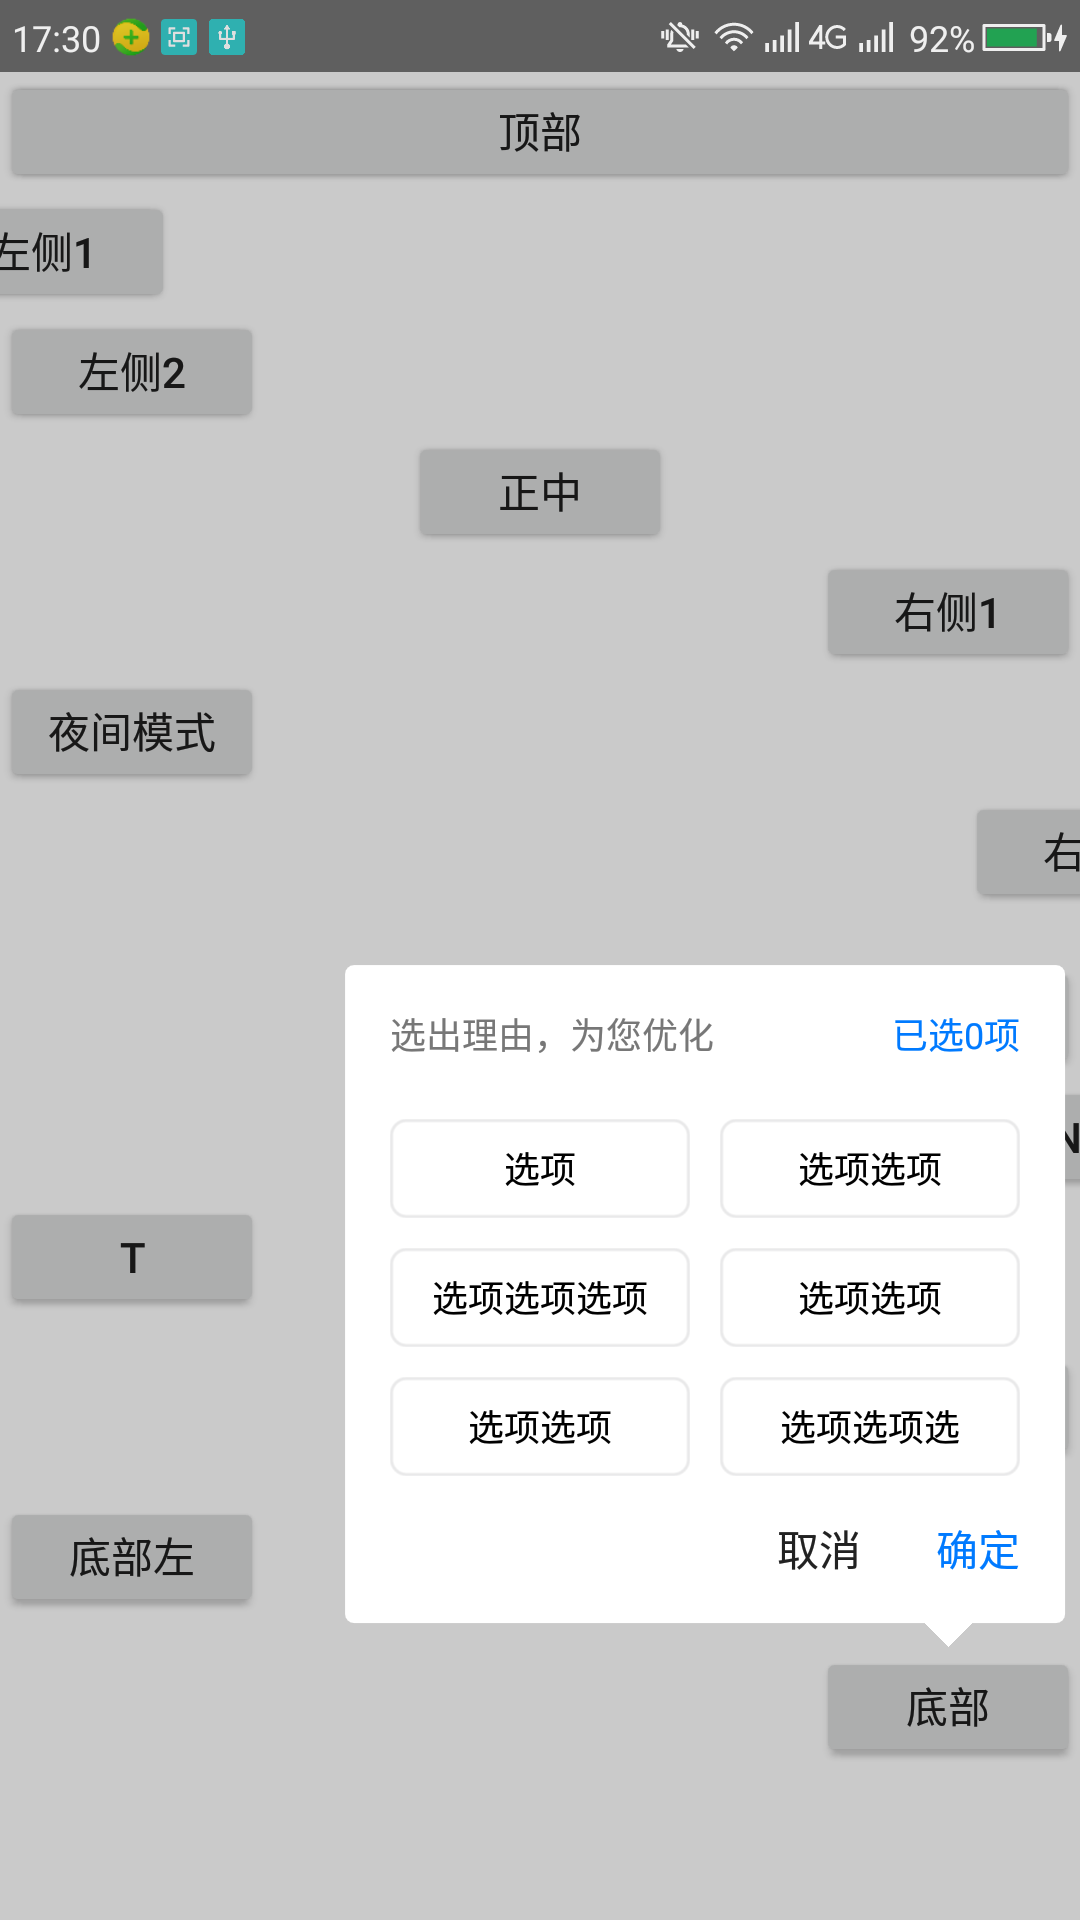 17:30 4G 92%
顶部
左侧1
左侧2
正中
右侧1
夜间模式
右
选出理由，为您优化 已选0项
N
选项 选项选项
T
选项选项选项 选项选项
选项选项 选项选项选
取消 确定
底部左
底部